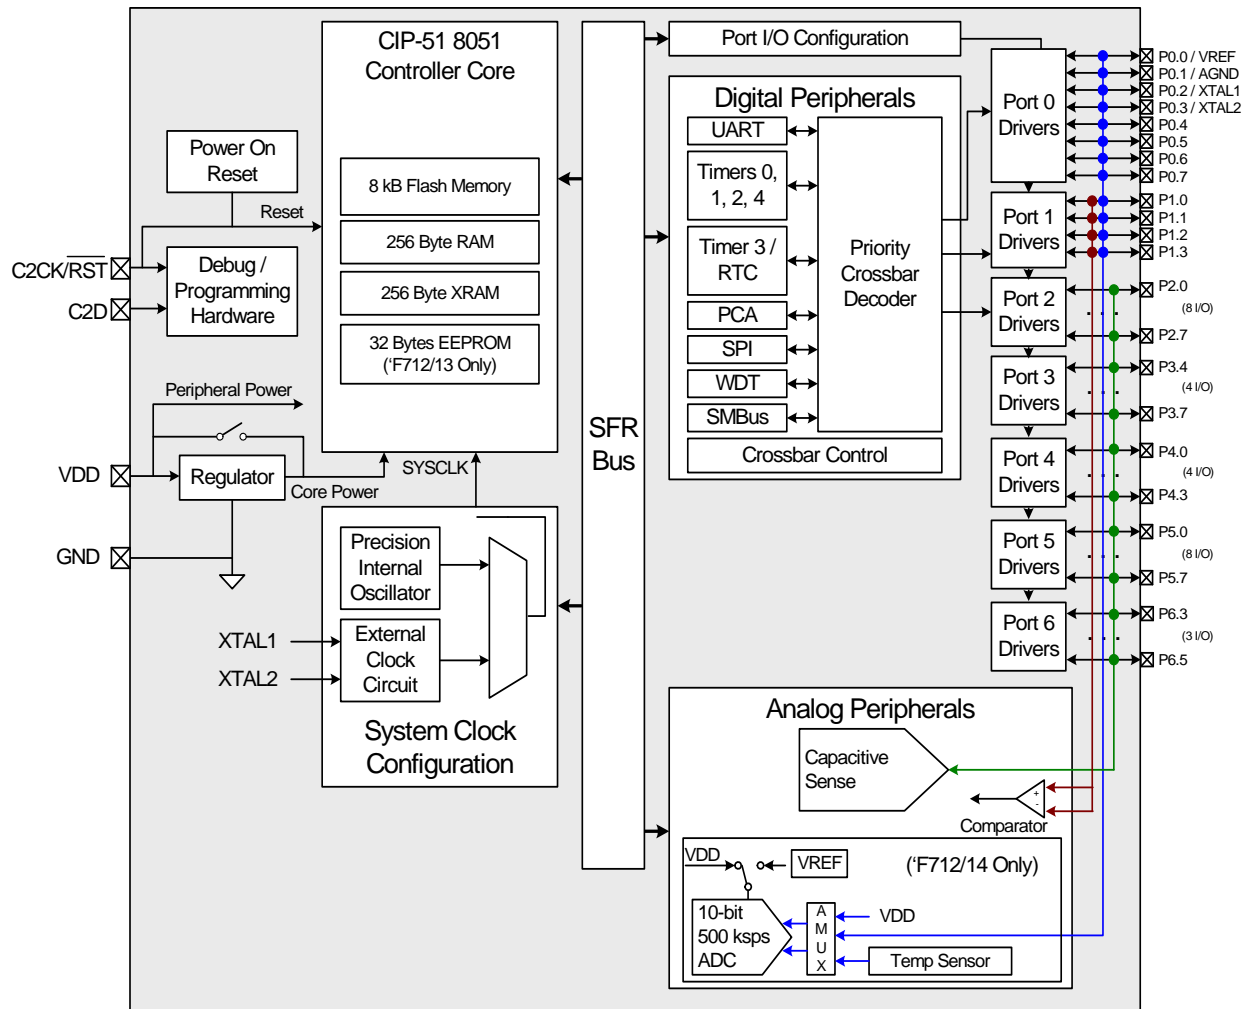 CIP-51 8051
Controller Core
8 kB Flash Memory
256 Byte RAM
256 Byte XRAM
32 Bytes EEPROM
(‘F712/13 Only)
Power On
Reset
Reset
C2CK/RST
C2D
Debug /
Programming
Hardware
Peripheral Power
VDD
Regulator
Core Power
SYSCLK
GND
Precision
Internal
Oscillator
XTAL1
XTAL2
External
Clock
Circuit
System Clock
Configuration
SFR
Bus
Port I/O Configuration
Digital Peripherals
UART
Timers 0,
1, 2, 4
Timer 3 /
RTC
PCA
SPI
WDT
SMBus
Priority
Crossbar
Decoder
Crossbar Control
Port 0
Drivers
Port 1
Drivers
Port 2
Drivers
Port 3
Drivers
Port 4
Drivers
Port 5
Drivers
Port 6
Drivers
P0.0 / VREF
P0.1 / AGND
P0.2 / XTAL1
P0.3 / XTAL2
P0.4
P0.5
P0.6
P0.7
P1.0
P1.1
P1.2
P1.3
P2.0
(8 I/O)
P2.7
P3.4
(4 I/O)
P3.7
P4.0
(4 I/O)
P4.3
P5.0
(8 I/O)
P5.7
P6.3
(3 I/O)
P6.5
Analog Peripherals
Capacitive
Sense
+
-
Comparator
VDD
VREF
(‘F712/14 Only)
10-bit
500 ksps
ADC
A
M
U
X
VDD
Temp Sensor